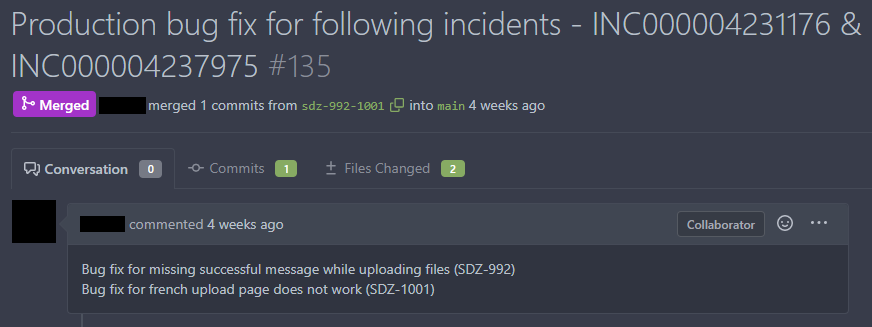 Production bug fix for following incidents - INC000004231176 &
INC000004237975 #135
Merged merged 1 commits from sdz-992-1001 into main 4 weeks ago
Conversation 0 Commits 1 Files Changed 2
commented 4 weeks ago Collaborator
Bug fix for missing successful message while uploading files (SDZ-992)
Bug fix for french upload page does not work (SDZ-1001)